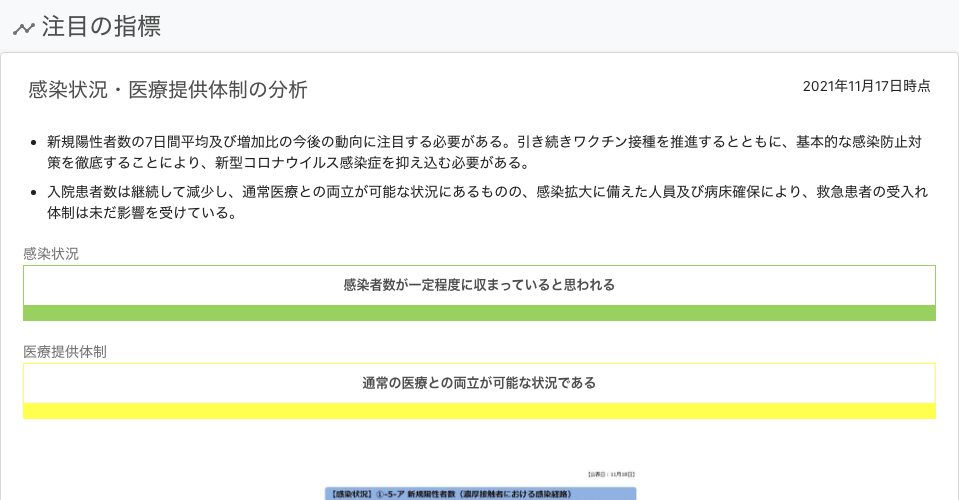 注目の指標
感染状況・医療提供体制の分析
2021年11月17日時点
新規陽性者数の7日間平均及び増加比の今後の動向に注目する必要がある。引き続きワクチン接種を推進するとともに、基本的な感染防止対
策を徹底することにより、新型コロナウイルス感染症を抑え込む必要がある。
入院患者数は継続して減少し、通常医療との両立が可能な状況にあるものの、感染拡大に備えた人員及び病床確保により、救急患者の受入れ
体制は未だ影響を受けている。
感染状況
感染者数が一定程度に収まっていると思われる
医療提供体制
通常の医療との両立が可能な状況である
【公表日：11月18日】
【感染状況】①-5-ア 新規陽性者数（濃厚接触者における感染経路）